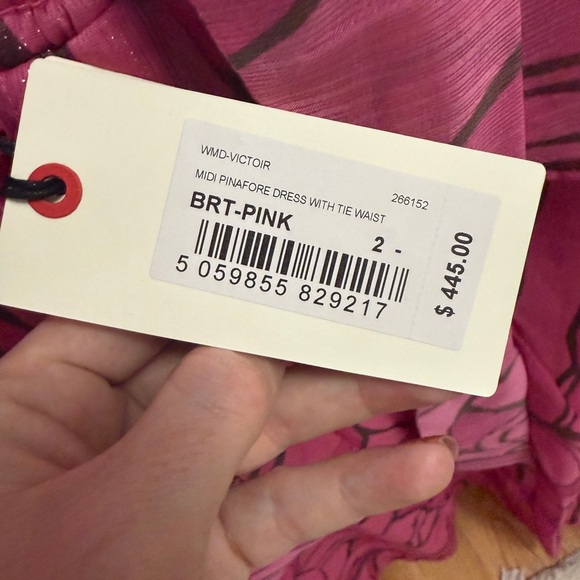 WMD-VICTOIR
MIDI PINAFORE DRESS WITH TIE WAIST 266152
BRT-PINK
2 -
5 059855 829217
$ 445.00